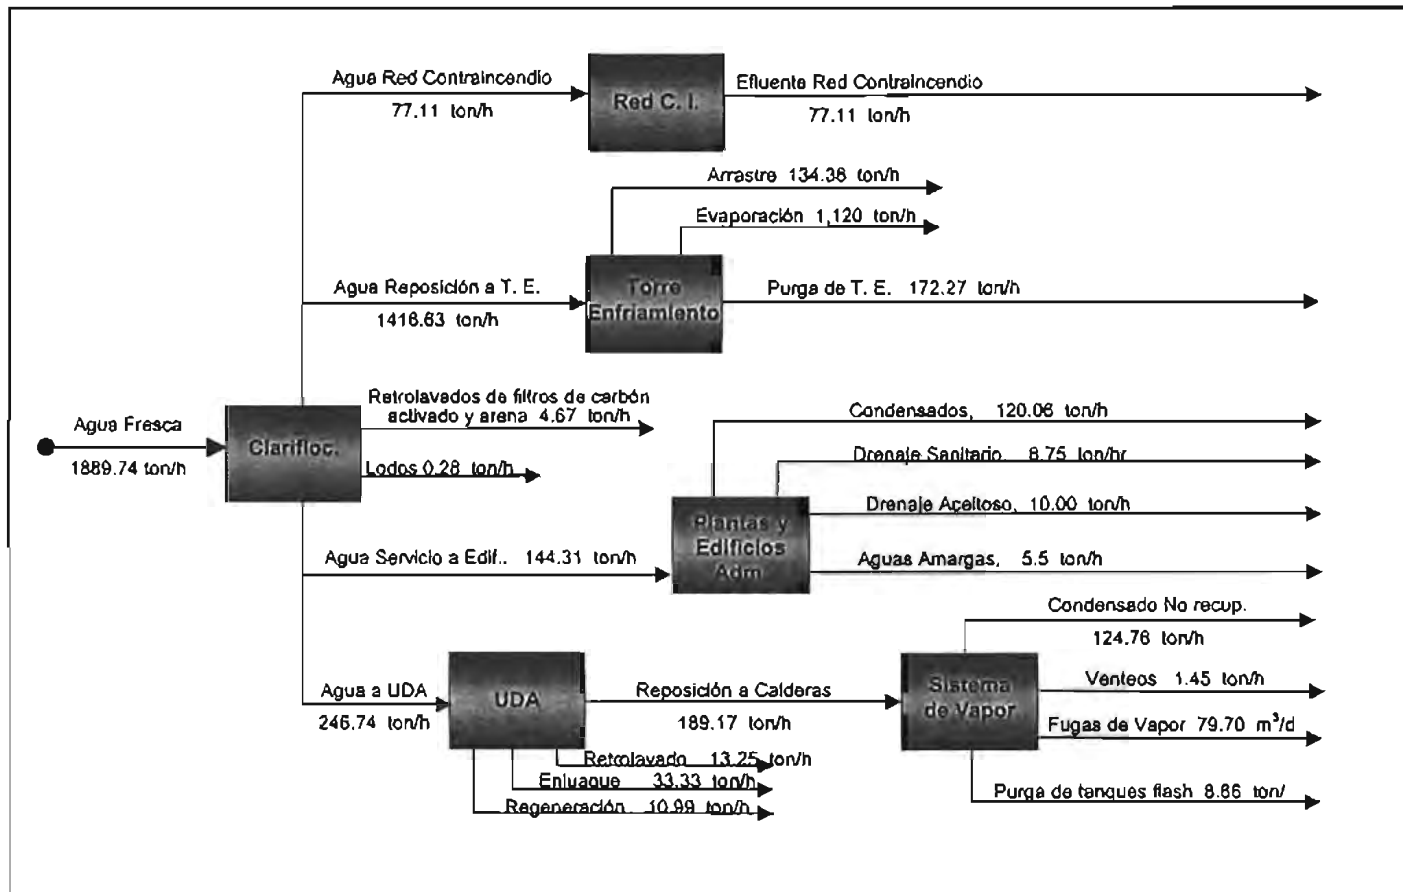 Agua Red Contraincendio
77.11 ton/h
Red C. I.
Efluente Red Contraincendio
77.11 ton/h
Arrastre 134.38 ton/h
Evaporación 1,120 ton/h
Agua Reposición a T. E.
1416.63 ton/h
Torre
Enfriamiento
Purga de T. E. 172.27 ton/h
Agua Fresca
1889.74 ton/h
Clarifloc.
Retrolavados de filtros de carbón
activado y arena 4.67 ton/h
Lodos 0.28 ton/h
Condensados, 120.06 ton/h
Drenaje Sanitario. 8.75 ton/hr
Drenaje Aceitoso, 10.00 ton/h
Aguas Amargas, 5.5 ton/h
Agua Servicio a Edif.. 144.31 ton/h
Plantas y
Edificios
Adm
Agua a UDA
246.74 ton/h
UDA
Reposición a Calderas
189.17 ton/h
Retrolavado 13.25 ton/h
Enjuague 33.33 ton/h
Regeneración. 10.99 ton/h
Sistema
de Vapor
Condensado No recup.
124.76 ton/h
Venteos 1.45 ton/h
Fugas de Vapor 79.70 m³/d
Purga de tanques flash 8.66 ton/